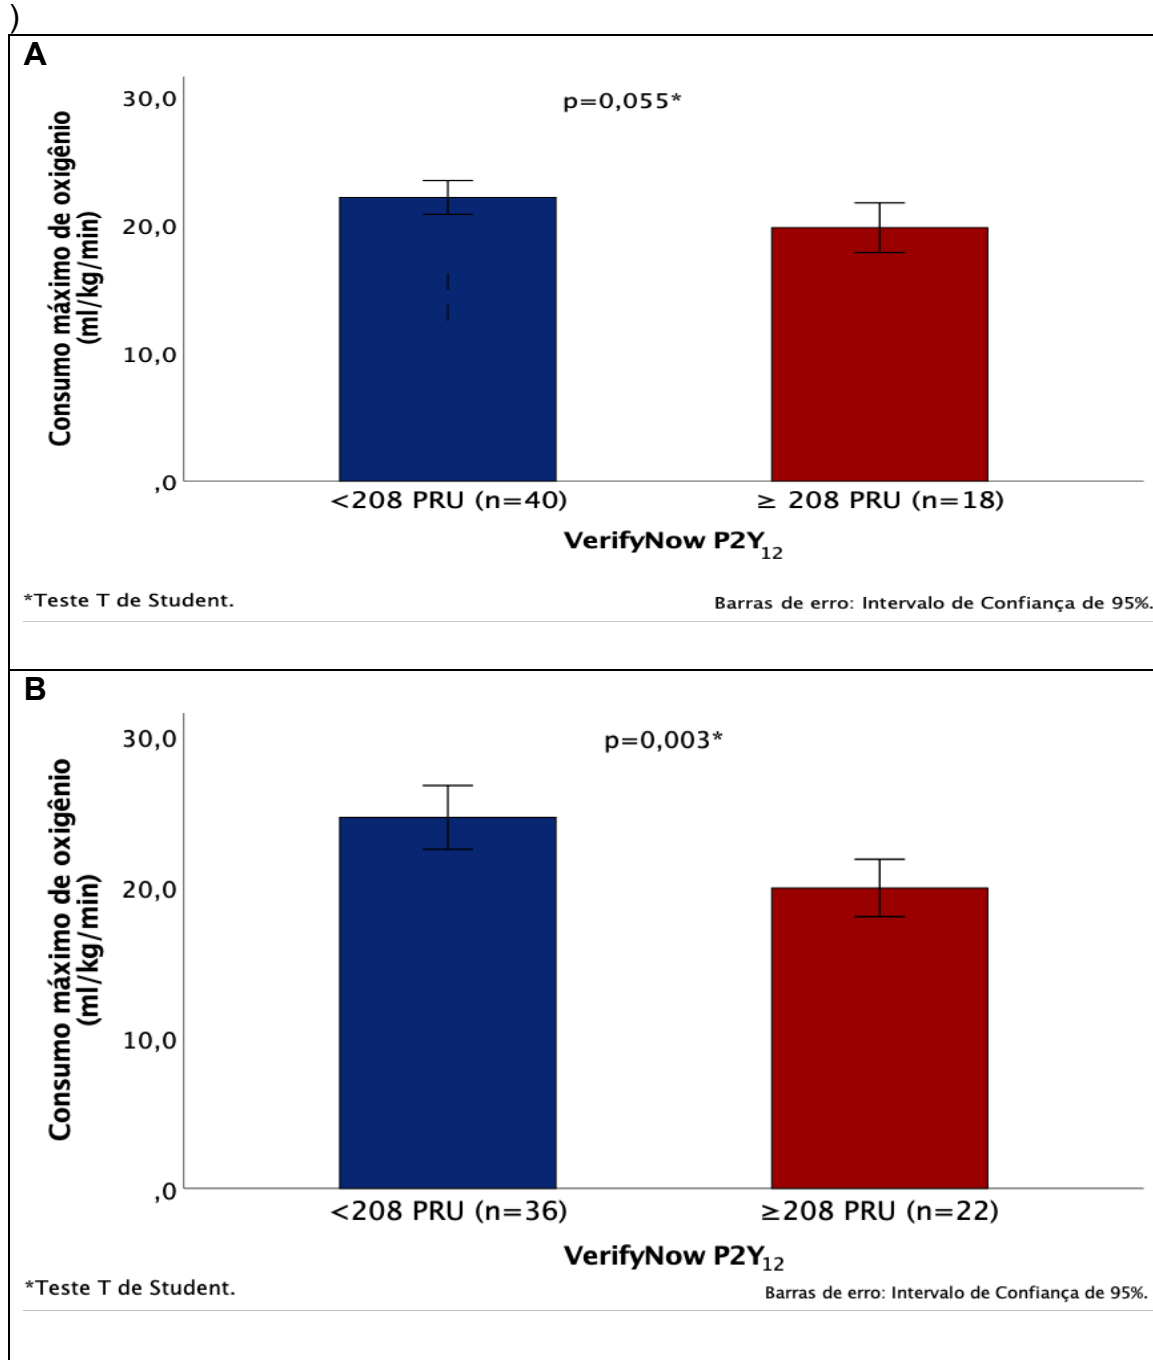 )
A
30,0
20,0
10,0
,0
Consumo máximo de oxigênio
(ml/kg/min)
p=0,055*
<208 PRU (n=40)
≥ 208 PRU (n=18)
VerifyNow P2Y12
*Teste T de Student.
Barras de erro: Intervalo de Confiança de 95%.
B
30,0
20,0
10,0
,0
Consumo máximo de oxigênio
(ml/kg/min)
p=0,003*
<208 PRU (n=36)
≥208 PRU (n=22)
VerifyNow P2Y12
*Teste T de Student.
Barras de erro: Intervalo de Confiança de 95%.